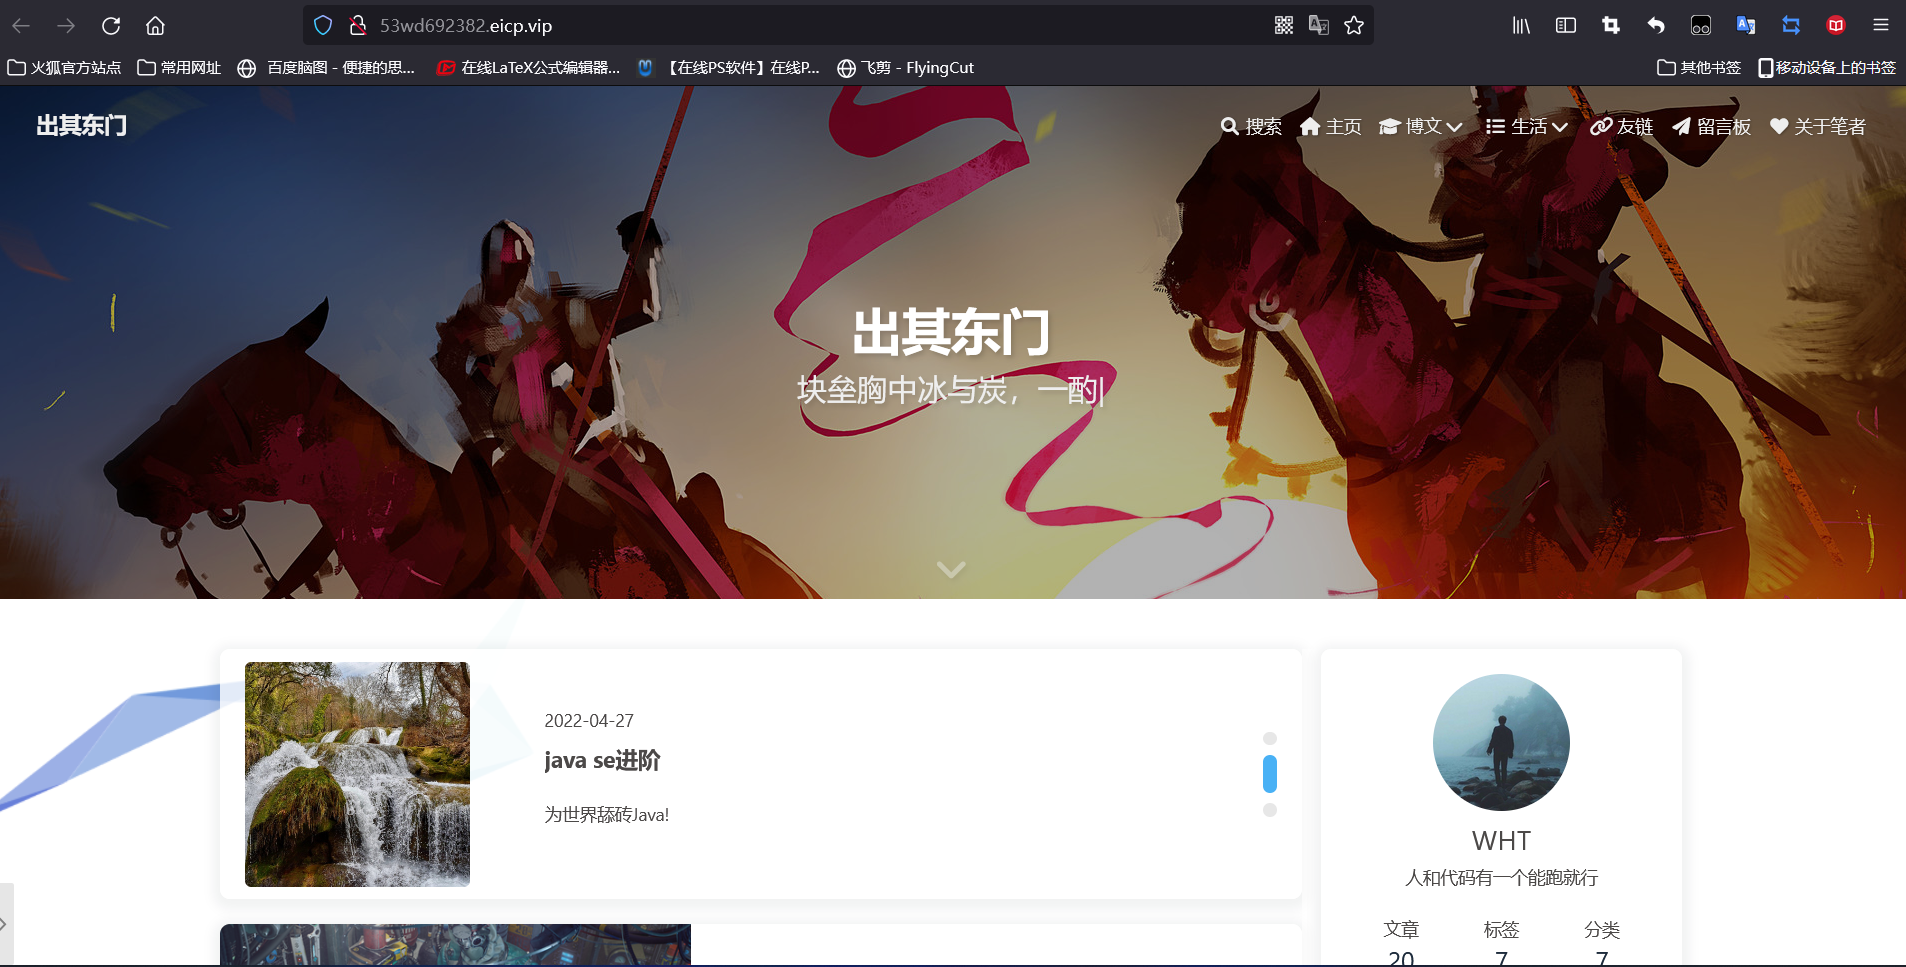 53wd692382.eicp.vip
火狐官方站点 常用网址 百度脑图 - 便捷的思... 在线LaTeX公式编辑器... 【在线PS软件】在线P... 飞剪 - FlyingCut 其他书签 移动设备上的书签
出其东门 搜索 主页 博文 生活 友链 留言板 关于笔者
出其东门
块垒胸中冰与炭，一酌|
2022-04-27
java se进阶
为世界舔砖Java!
WHT
人和代码有一个能跑就行
文章 标签 分类
20 7 7